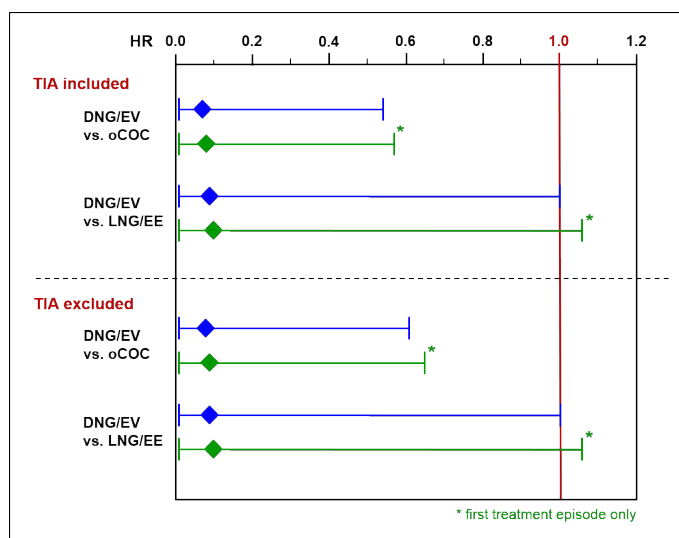 HR 0.0 0.2 0.4 0.6 0.8 1.0 1.2
TIA included
DNG/EV
vs. oCOC
*
DNG/EV
vs. LNG/EE
*
TIA excluded
DNG/EV
vs. oCOC
*
DNG/EV
vs. LNG/EE
*
* first treatment episode only